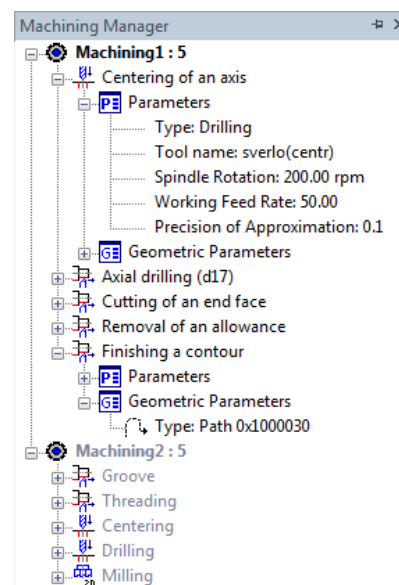 Machining Manager
Machining1 : 5
Centering of an axis
Parameters
Type: Drilling
Tool name: sverlo(centr)
Spindle Rotation: 200.00 rpm
Working Feed Rate: 50.00
Precision of Approximation: 0.1
Geometric Parameters
Axial drilling (d17)
Cutting of an end face
Removal of an allowance
Finishing a contour
Parameters
Geometric Parameters
Type: Path 0x1000030
Machining2 : 5
Groove
Threading
Centering
Drilling
Milling